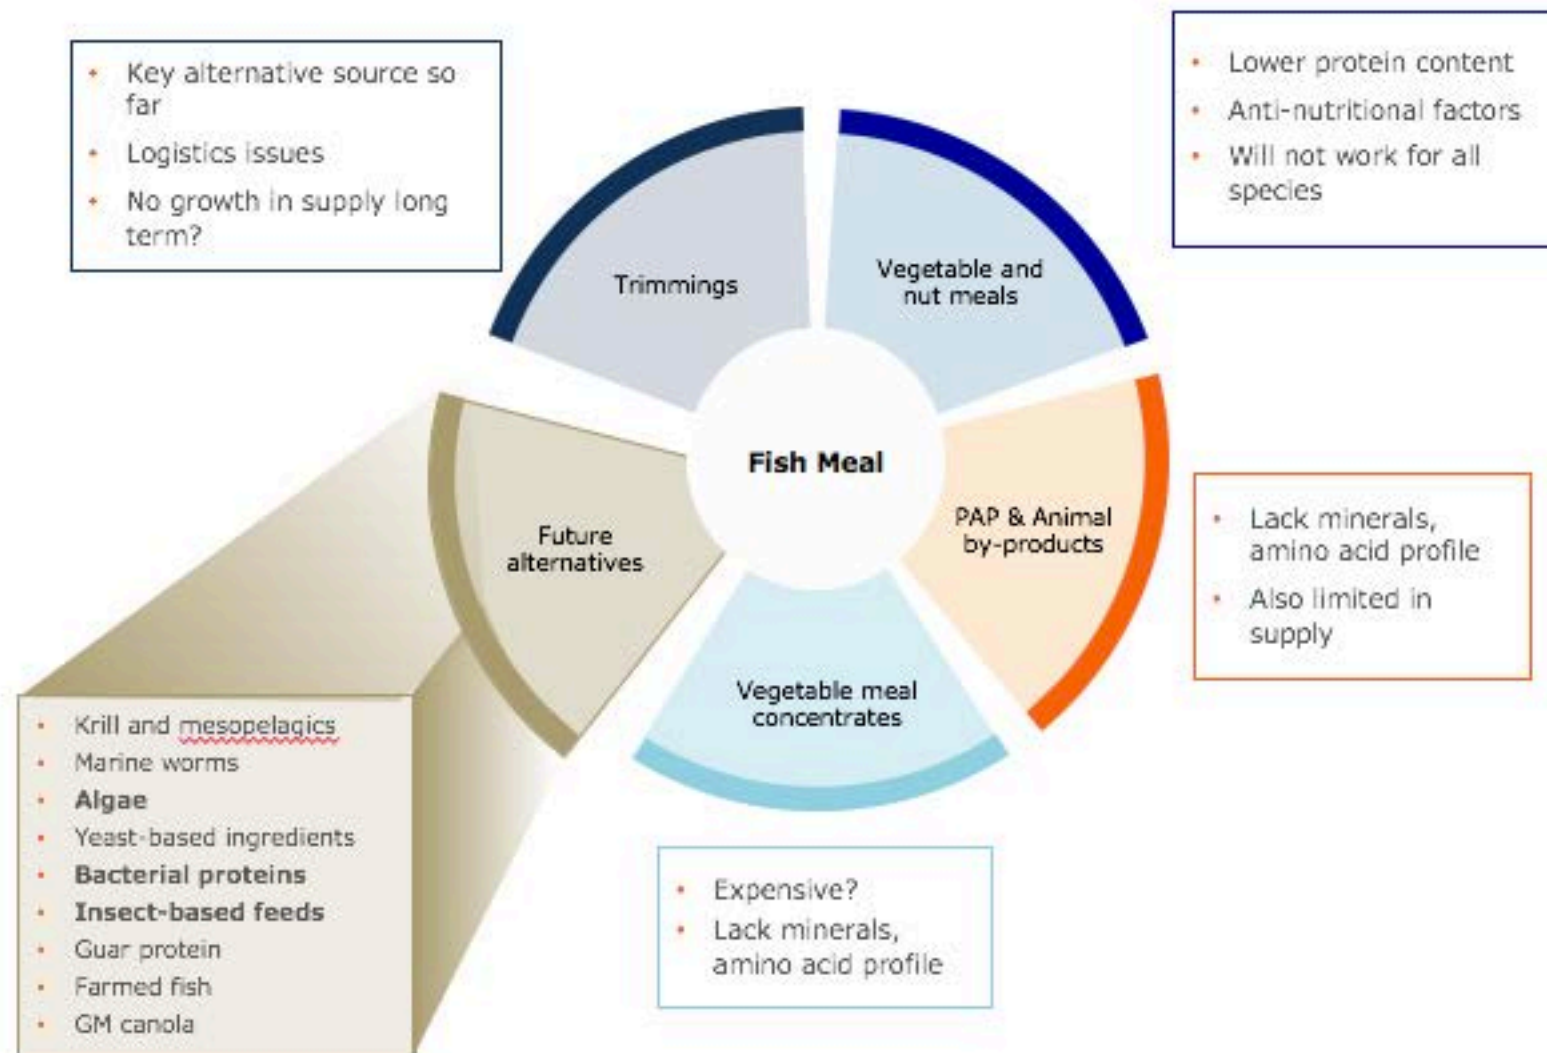 • Key alternative source so
far
• Logistics issues
• No growth in supply long
term?
• Lower protein content
• Anti-nutritional factors
• Will not work for all
species
Trimmings
Vegetable and
nut meals
Fish Meal
Future
alternatives
PAP & Animal
by-products
• Lack minerals,
amino acid profile
• Also limited in
supply
Vegetable meal
concentrates
• Krill and mesopelagics
• Marine worms
• Algae
• Yeast-based ingredients
• Bacterial proteins
• Insect-based feeds
• Guar protein
• Farmed fish
• GM canola
• Expensive?
• Lack minerals,
amino acid profile